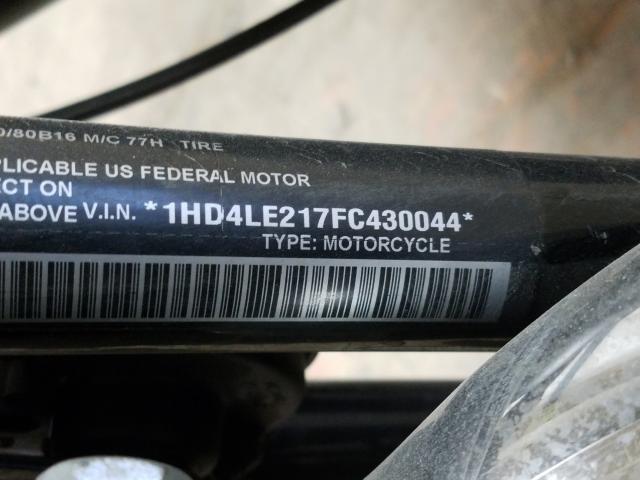 0/80B16 M/C 77H TIRE
PLICABLE US FEDERAL MOTOR
ECT ON
ABOVE V.I.N. *1HD4LE217FC430044*
TYPE: MOTORCYCLE